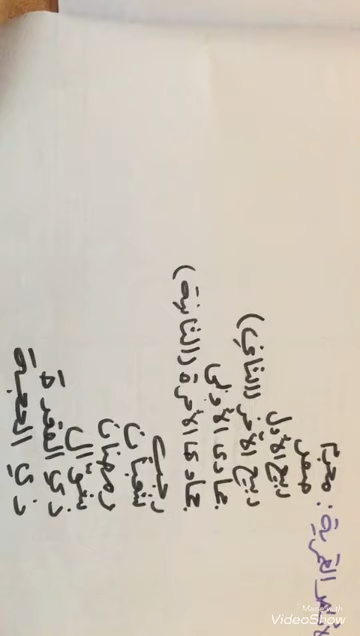 العربية : محرم
صفر
ربيع الأول
ربيع الآخر (الثاني)
جمادى الأولى
جمادى الآخرة (الثانية)
رجب
شعبان
رمضان
شوال
ذي القعدة
ذي الحجة
Made with
VideoShow